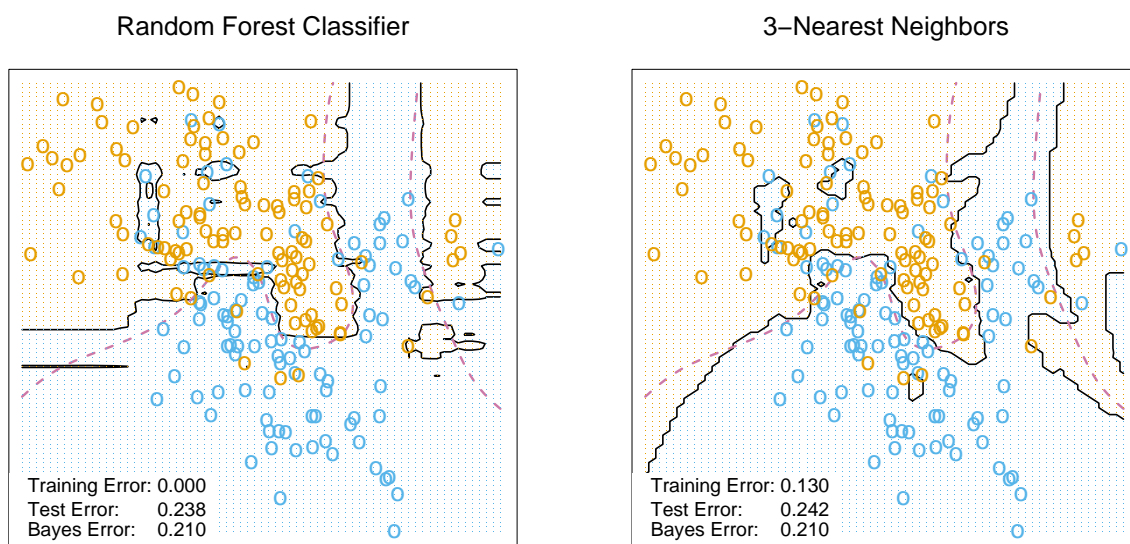 Random Forest Classifier
3−Nearest Neighbors
Training Error: 0.000
Test Error: 0.238
Bayes Error: 0.210
Training Error: 0.130
Test Error: 0.242
Bayes Error: 0.210